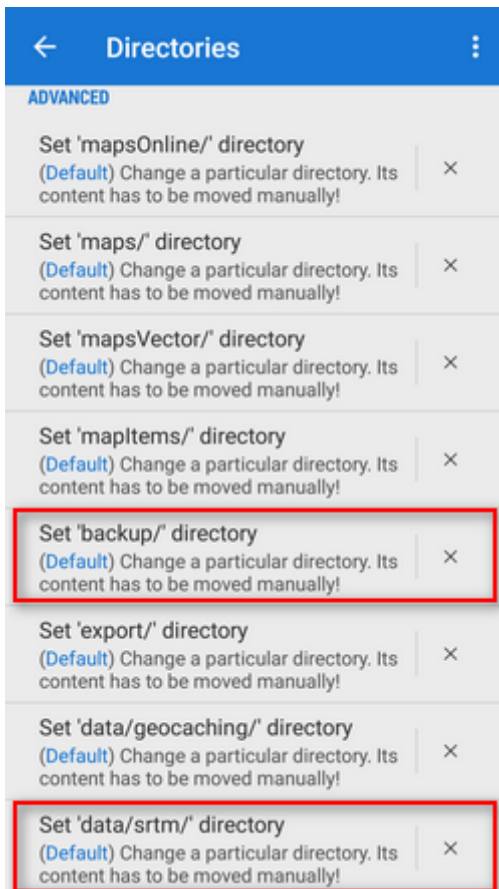 Directories
ADVANCED
Set 'mapsOnline/' directory
(Default) Change a particular directory. Its
content has to be moved manually!
Set 'maps/' directory
(Default) Change a particular directory. Its
content has to be moved manually!
Set 'mapsVector/' directory
(Default) Change a particular directory. Its
content has to be moved manually!
Set 'mapItems/' directory
(Default) Change a particular directory. Its
content has to be moved manually!
Set 'backup/' directory
(Default) Change a particular directory. Its
content has to be moved manually!
Set 'export/' directory
(Default) Change a particular directory. Its
content has to be moved manually!
Set 'data/geocaching/' directory
(Default) Change a particular directory. Its
content has to be moved manually!
Set 'data/srtm/' directory
(Default) Change a particular directory. Its
content has to be moved manually!